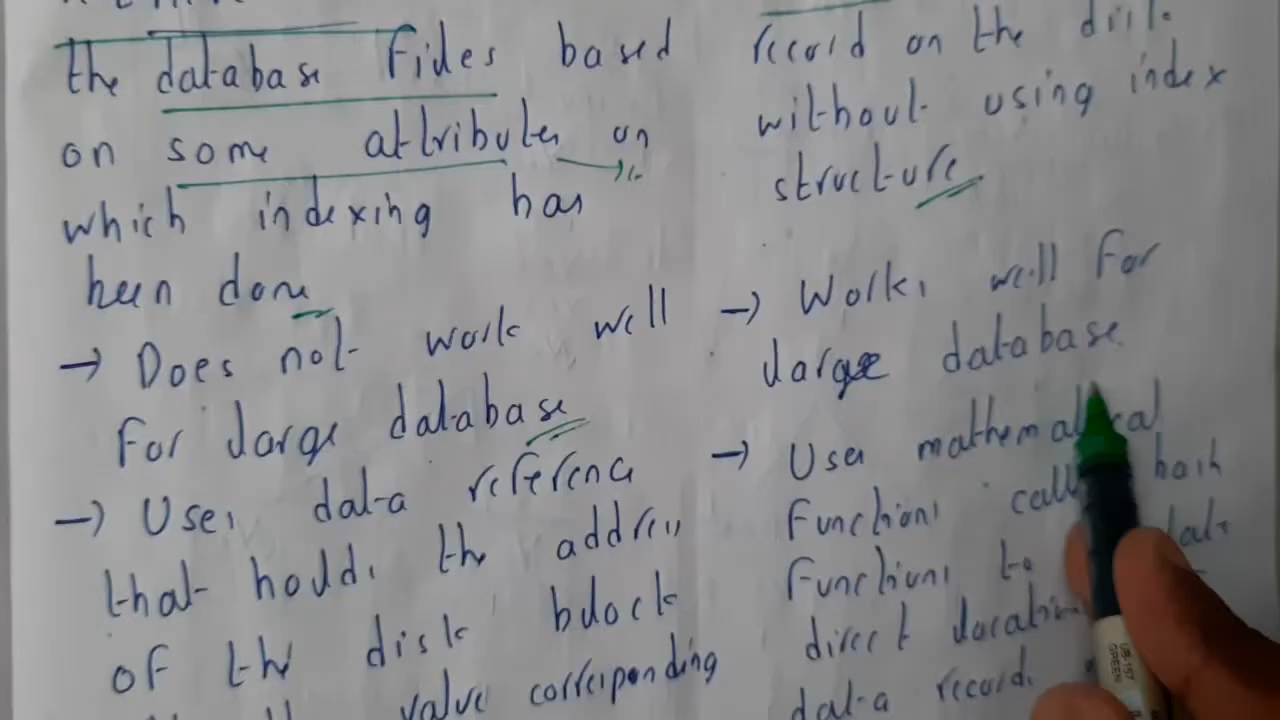 the database Files based
on some attributes on
which indexing has
been done
→ Does not work well
For large database
→ Uses data reference
that holds the address
of the disk block
value corresponding
record on the disk
without using index
structure.
→ Works well for
large database.
→ Uses mathematical
Functions called hash
Functions to
direct location
data records
UB-157
GREEN